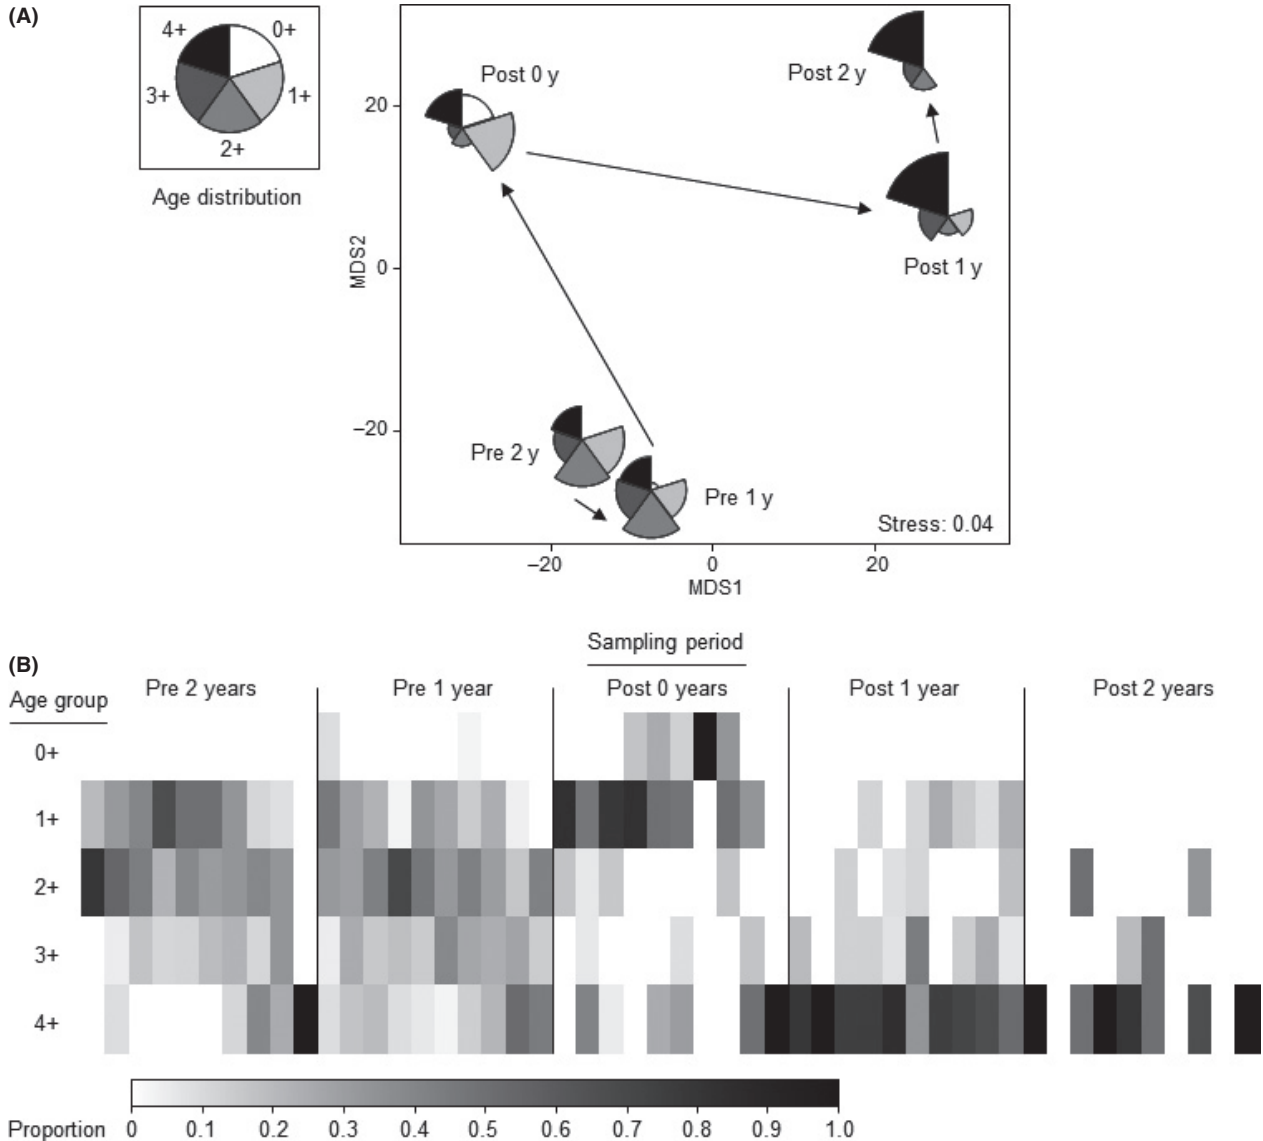 (A)
4+ 0+
3+ 1+
2+
Age distribution
Post 0 y
Post 2 y
Post 1 y
Pre 2 y
Pre 1 y
Stress: 0.04
MDS2
20
0
–20
–20 0 20
MDS1
Sampling period
(B)
Age group Pre 2 years Pre 1 year Post 0 years Post 1 year Post 2 years
0+
1+
2+
3+
4+
Proportion 0 0.1 0.2 0.3 0.4 0.5 0.6 0.7 0.8 0.9 1.0